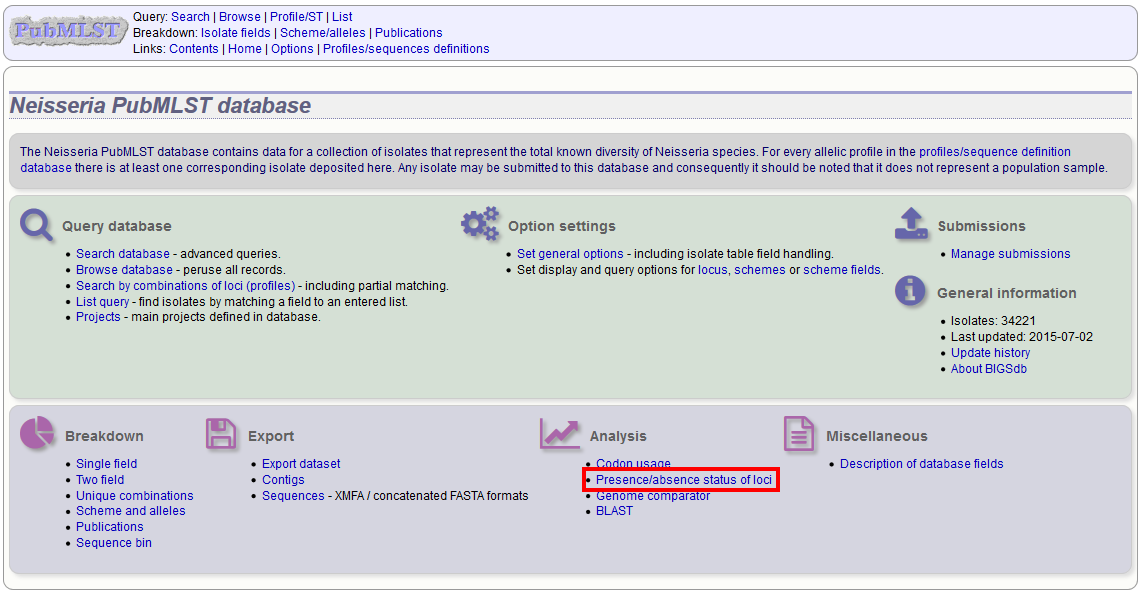 PubMLST
Query: Search | Browse | Profile/ST | List
Breakdown: Isolate fields | Scheme/alleles | Publications
Links: Contents | Home | Options | Profiles/sequences definitions
Neisseria PubMLST database
The Neisseria PubMLST database contains data for a collection of isolates that represent the total known diversity of Neisseria species. For every allelic profile in the profiles/sequence definition
database there is at least one corresponding isolate deposited here. Any isolate may be submitted to this database and consequently it should be noted that it does not represent a population sample.
Query database
• Search database - advanced queries.
• Browse database - peruse all records.
• Search by combinations of loci (profiles) - including partial matching.
• List query - find isolates by matching a field to an entered list.
• Projects - main projects defined in database.
Option settings
• Set general options - including isolate table field handling.
• Set display and query options for locus, schemes or scheme fields.
Submissions
• Manage submissions
General information
• Isolates: 34221
• Last updated: 2015-07-02
• Update history
• About BIGSdb
Breakdown
• Single field
• Two field
• Unique combinations
• Scheme and alleles
• Publications
• Sequence bin
Export
• Export dataset
• Contigs
• Sequences - XMFA / concatenated FASTA formats
Analysis
• Codon usage
• Presence/absence status of loci
• Genome comparator
• BLAST
Miscellaneous
• Description of database fields